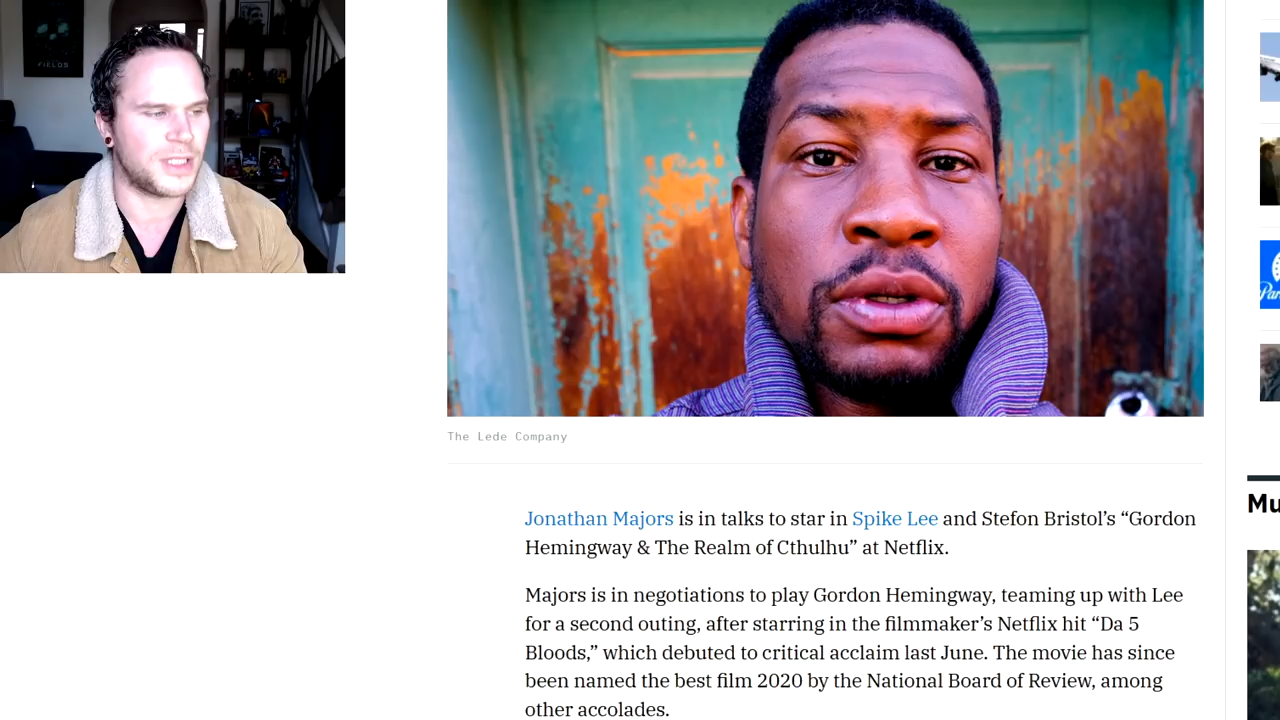 FIELDS
The Lede Company
Jonathan Majors is in talks to star in Spike Lee and Stefon Bristol’s “Gordon
Hemingway & The Realm of Cthulhu” at Netflix.
Majors is in negotiations to play Gordon Hemingway, teaming up with Lee
for a second outing, after starring in the filmmaker’s Netflix hit “Da 5
Bloods,” which debuted to critical acclaim last June. The movie has since
been named the best film 2020 by the National Board of Review, among
other accolades.
Mu